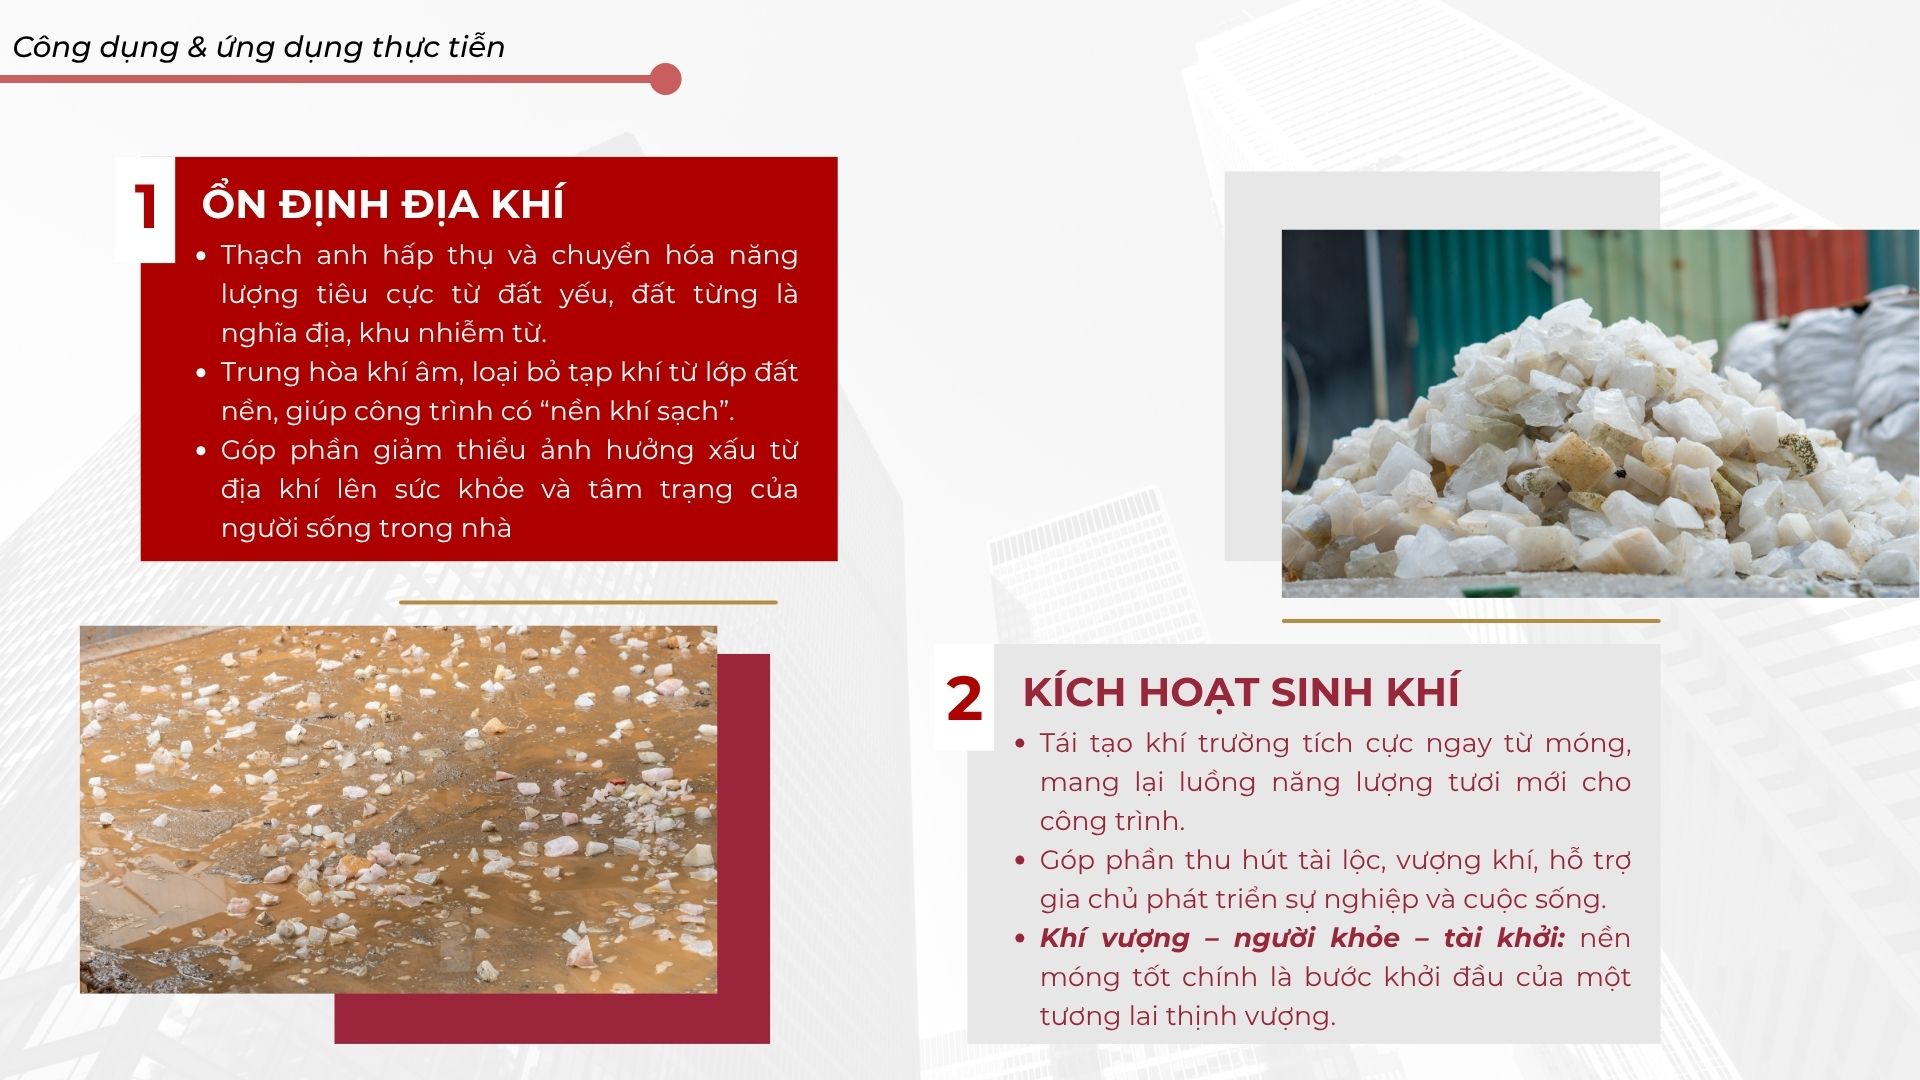 Công dụng & ứng dụng thực tiễn
1
ỔN ĐỊNH ĐỊA KHÍ
• Thạch anh hấp thụ và chuyển hóa năng
lượng tiêu cực từ đất yếu, đất từng là
nghĩa địa, khu nhiễm từ.
• Trung hòa khí âm, loại bỏ tạp khí từ lớp đất
nền, giúp công trình có “nền khí sạch”.
• Góp phần giảm thiểu ảnh hưởng xấu từ
địa khí lên sức khỏe và tâm trạng của
người sống trong nhà
2
KÍCH HOẠT SINH KHÍ
• Tái tạo khí trường tích cực ngay từ móng,
mang lại luồng năng lượng tươi mới cho
công trình.
• Góp phần thu hút tài lộc, vượng khí, hỗ trợ
gia chủ phát triển sự nghiệp và cuộc sống.
• Khí vượng – người khỏe – tài khởi: nền
móng tốt chính là bước khởi đầu của một
tương lai thịnh vượng.